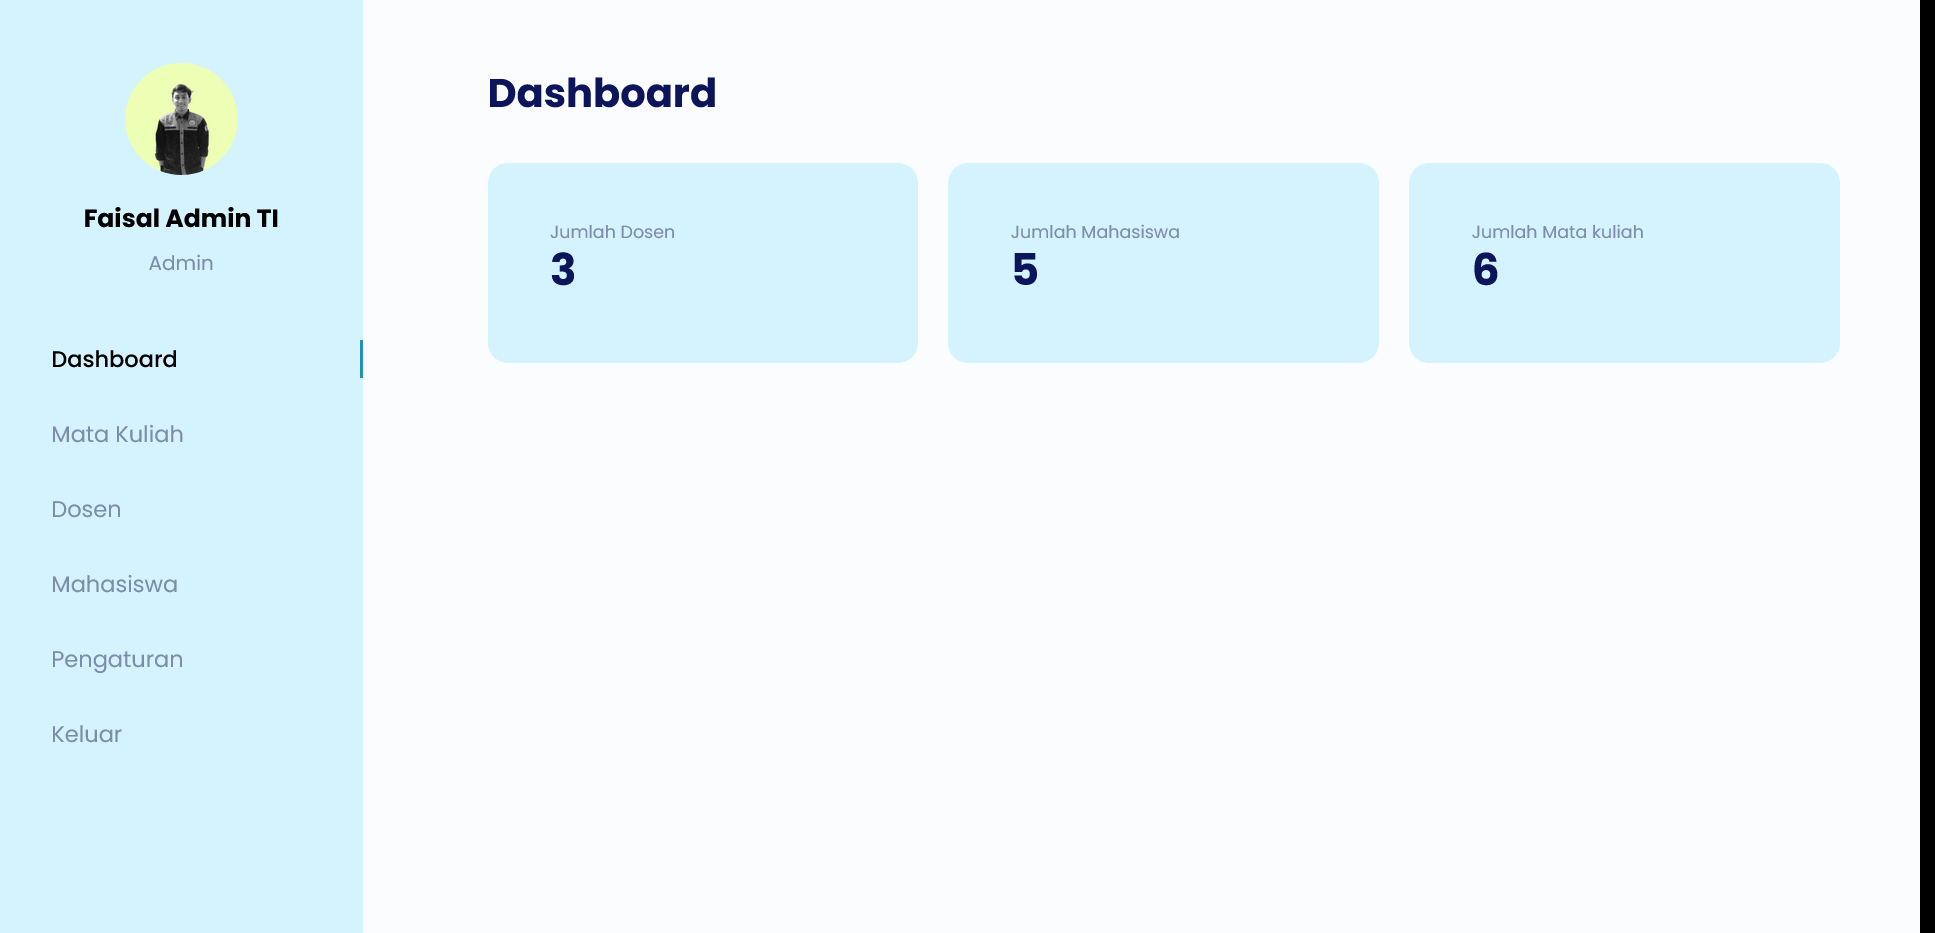 Faisal Admin TI
Admin
Dashboard
Mata Kuliah
Dosen
Mahasiswa
Pengaturan
Keluar
Dashboard
Jumlah Dosen
3
Jumlah Mahasiswa
5
Jumlah Mata kuliah
6